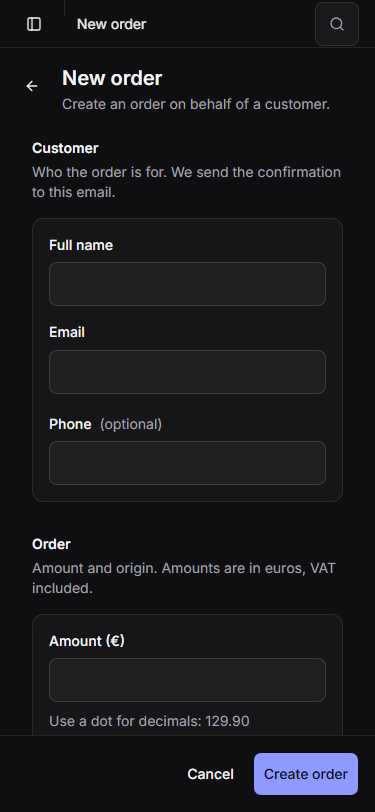 New order
New order
Create an order on behalf of a customer.
Customer
Who the order is for. We send the confirmation
to this email.
Full name
Email
Phone (optional)
Order
Amount and origin. Amounts are in euros, VAT
included.
Amount (€)
Use a dot for decimals: 129.90
Cancel
Create order